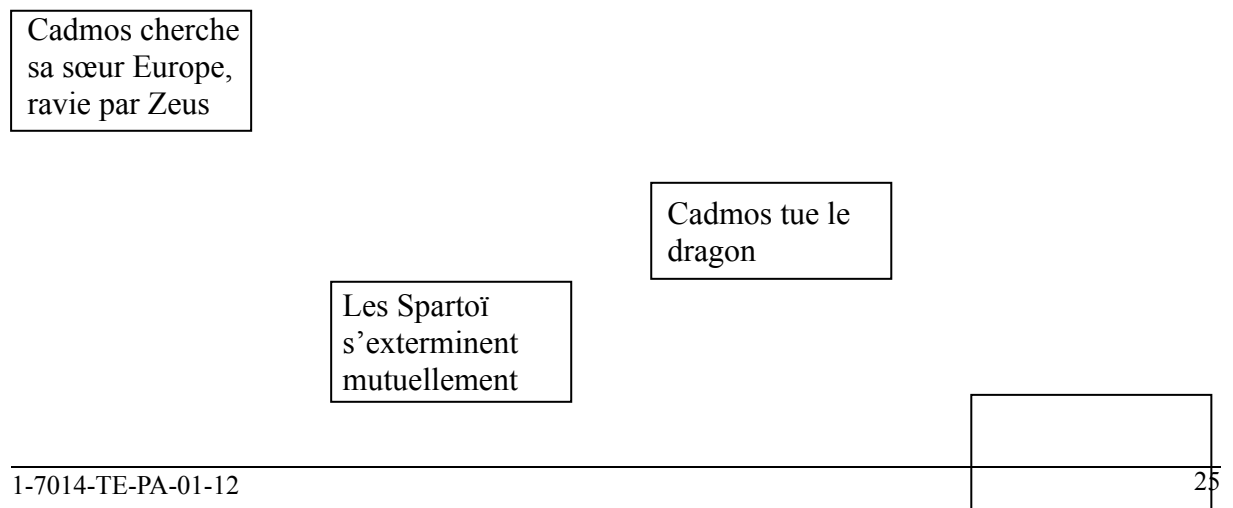 Cadmos cherche
sa sœur Europe,
ravie par Zeus
Cadmos tue le
dragon
Les Spartoï
s’exterminent
mutuellement
1-7014-TE-PA-01-12
25